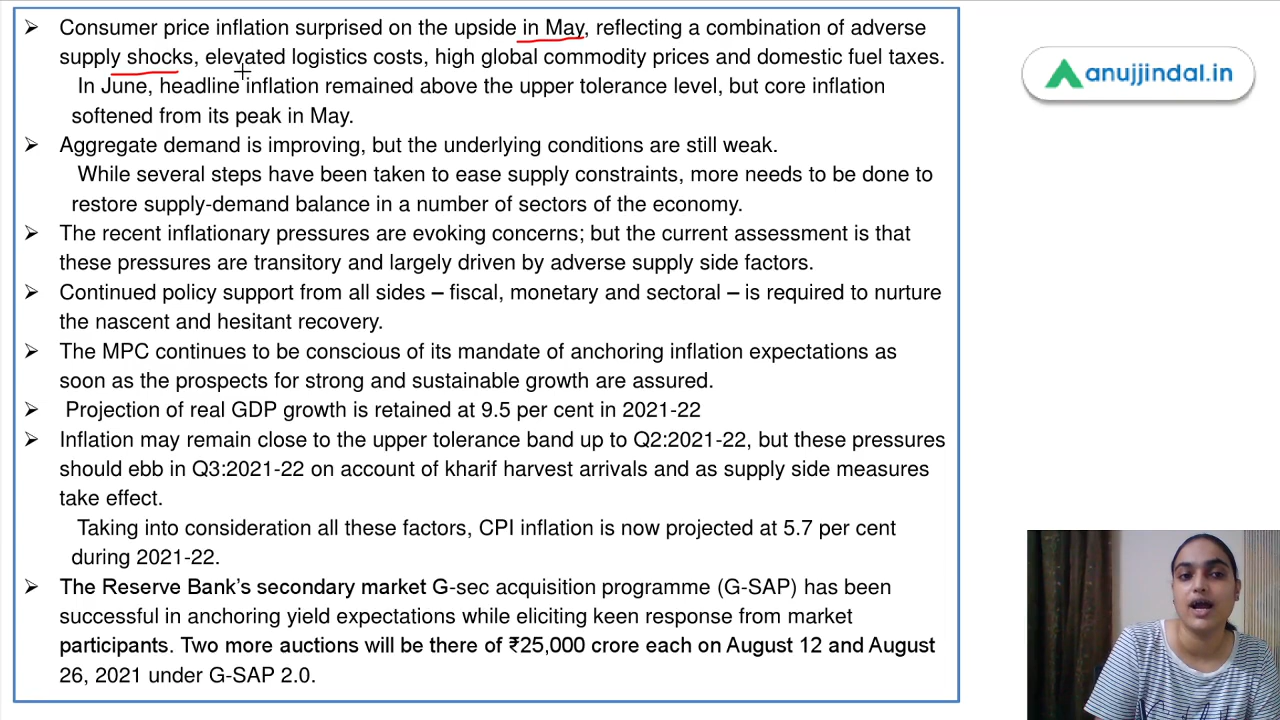 ➢ Consumer price inflation surprised on the upside in May, reflecting a combination of adverse
supply shocks, elevated logistics costs, high global commodity prices and domestic fuel taxes.
In June, headline inflation remained above the upper tolerance level, but core inflation
softened from its peak in May.
➢ Aggregate demand is improving, but the underlying conditions are still weak.
While several steps have been taken to ease supply constraints, more needs to be done to
restore supply-demand balance in a number of sectors of the economy.
➢ The recent inflationary pressures are evoking concerns; but the current assessment is that
these pressures are transitory and largely driven by adverse supply side factors.
➢ Continued policy support from all sides – fiscal, monetary and sectoral – is required to nurture
the nascent and hesitant recovery.
➢ The MPC continues to be conscious of its mandate of anchoring inflation expectations as
soon as the prospects for strong and sustainable growth are assured.
➢ Projection of real GDP growth is retained at 9.5 per cent in 2021-22
➢ Inflation may remain close to the upper tolerance band up to Q2:2021-22, but these pressures
should ebb in Q3:2021-22 on account of kharif harvest arrivals and as supply side measures
take effect.
Taking into consideration all these factors, CPI inflation is now projected at 5.7 per cent
during 2021-22.
➢ The Reserve Bank's secondary market G-sec acquisition programme (G-SAP) has been
successful in anchoring yield expectations while eliciting keen response from market
participants. Two more auctions will be there of ₹25,000 crore each on August 12 and August
26, 2021 under G-SAP 2.0.
anujjindal.in